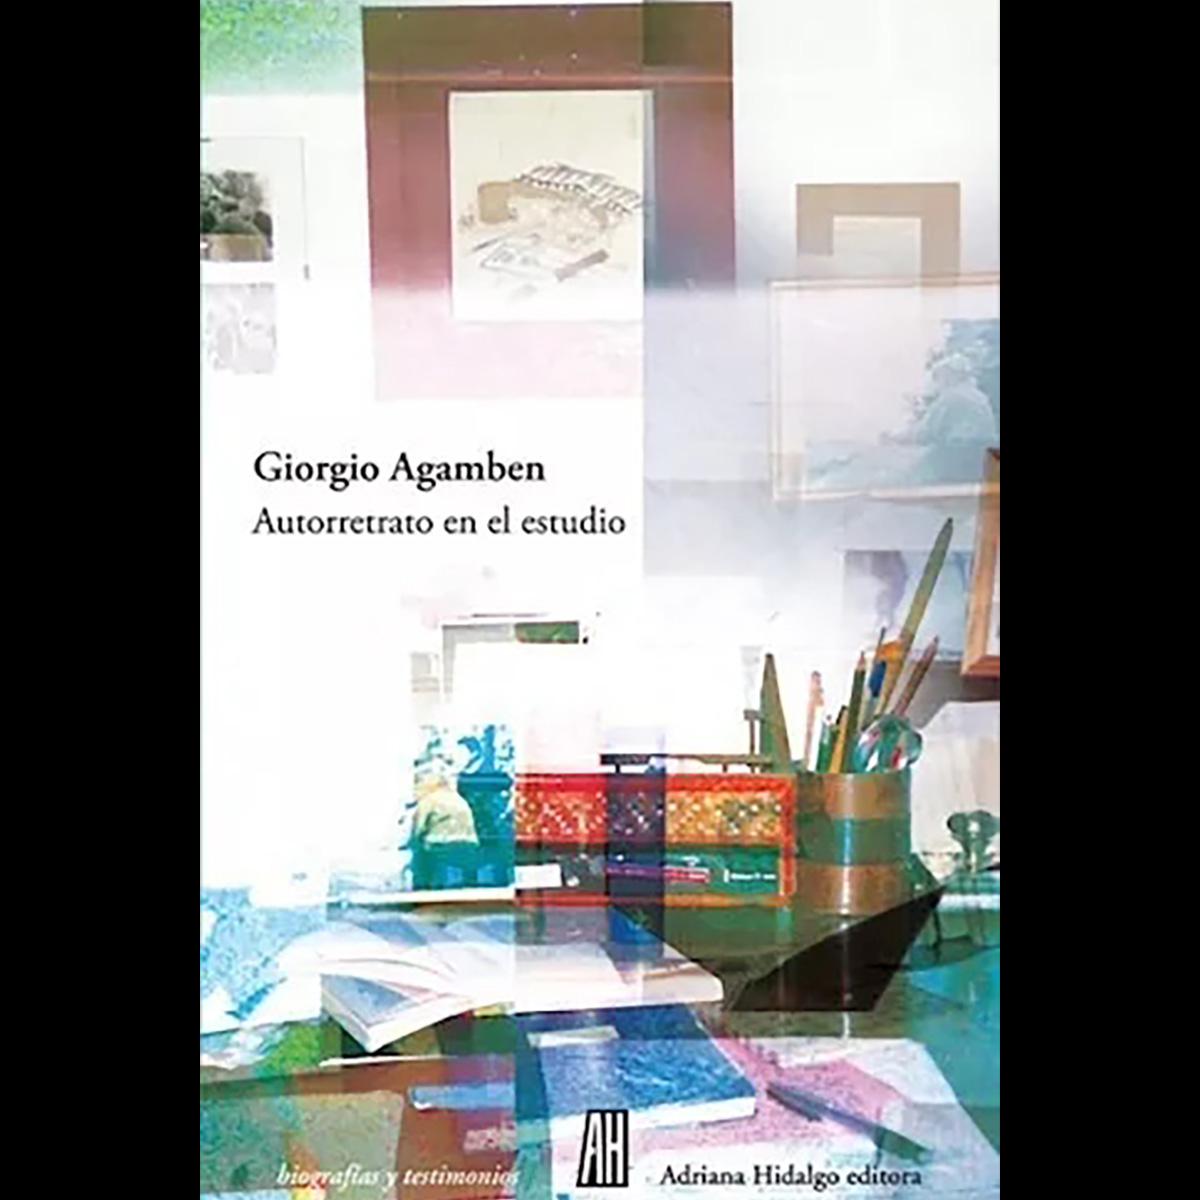 Giorgio Agamben
Autorretrato en el estudio
biografías y testimonios
AH
Adriana Hidalgo editora